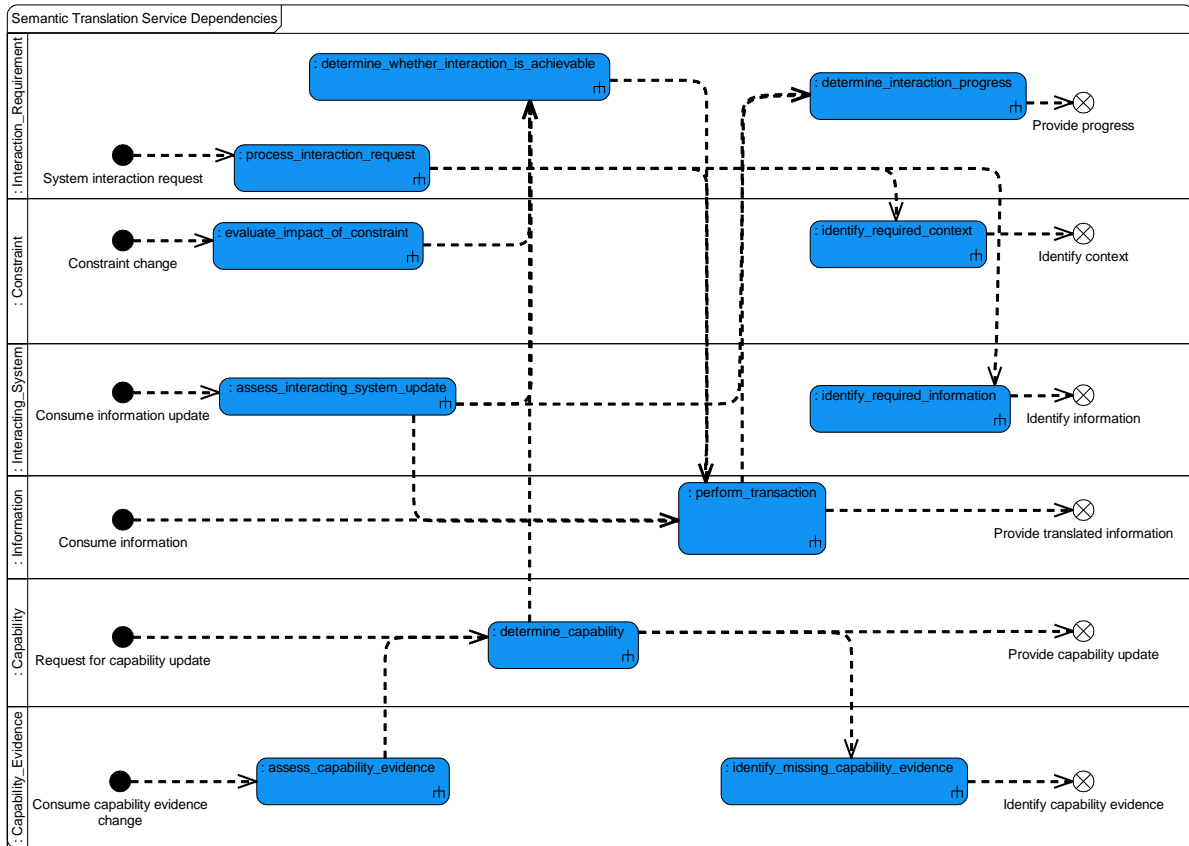 Semantic Translation Service Dependencies
: Interaction_Requirement
: determine_whether_interaction_is_achievable
: determine_interaction_progress
Provide progress
: process_interaction_request
System interaction request
: Constraint
: evaluate_impact_of_constraint
Constraint change
: identify_required_context
Identify context
: Interacting_System
: assess_interacting_system_update
Consume information update
: identify_required_information
Identify information
: Information
: perform_transaction
Consume information
Provide translated information
: Capability
: determine_capability
Request for capability update
Provide capability update
: Capability_Evidence
: assess_capability_evidence
Consume capability evidence
change
: identify_missing_capability_evidence
Identify capability evidence